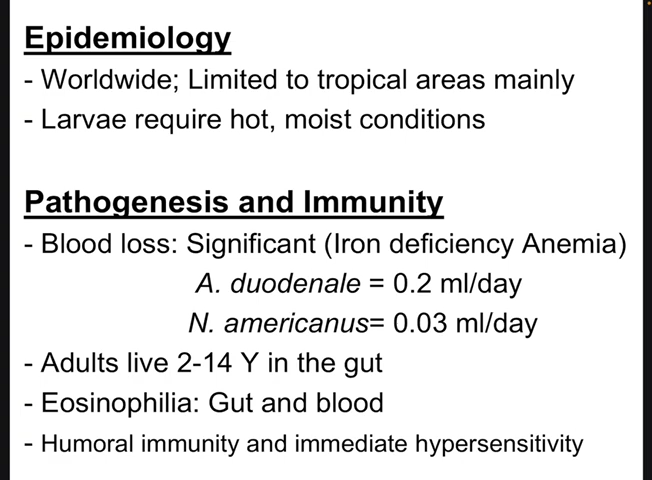 Epidemiology
- Worldwide; Limited to tropical areas mainly
- Larvae require hot, moist conditions
Pathogenesis and Immunity
- Blood loss: Significant (Iron deficiency Anemia)
A. duodenale = 0.2 ml/day
N. americanus= 0.03 ml/day
- Adults live 2-14 Y in the gut
- Eosinophilia: Gut and blood
- Humoral immunity and immediate hypersensitivity